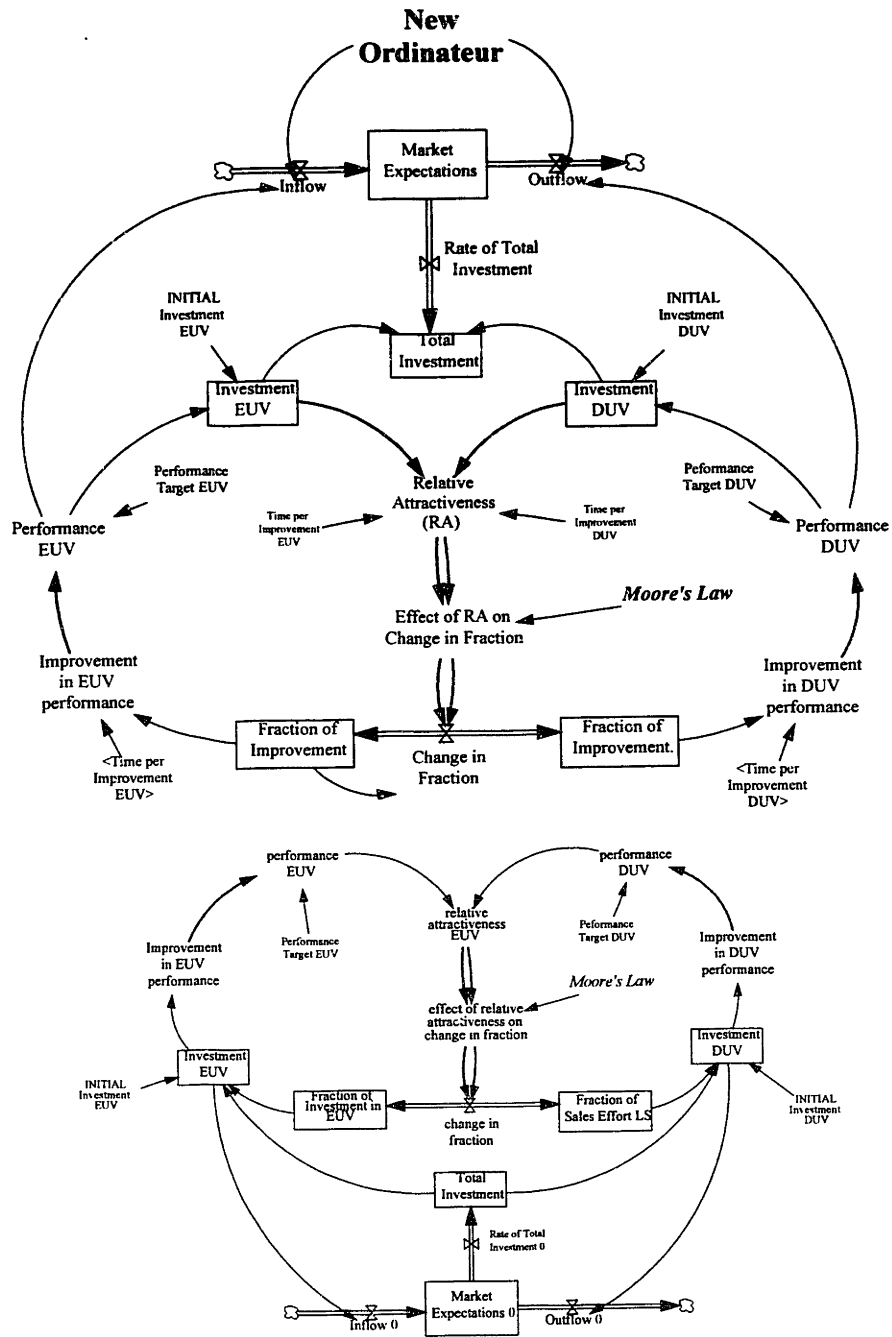 New
Ordinateur
Market
Expectations
Inflow
Outflow
Rate of Total
Investment
INITIAL
Investment
EUV
INITIAL
Investment
DUV
Total
Investment
Investment
EUV
Investment
DUV
Performance
Target EUV
Peformance
Target DUV
Relative
Attractiveness
(RA)
Time per
Improvement
EUV
Time per
Improvement
DUV
Performance
EUV
Performance
DUV
Moore's Law
Effect of RA on
Change in Fraction
Improvement
in EUV
performance
Improvement
in DUV
performance
Fraction of
Improvement
Fraction of
Improvement.
Change in
Fraction
<Time per
Improvement
EUV>
<Time per
Improvement
DUV>
performance
EUV
performance
DUV
relative
attractiveness
EUV
Performance
Target EUV
Peformance
Target DUV
Improvement
in EUV
performance
Improvement
in DUV
performance
Moore's Law
effect of relative
attractiveness on
change in fraction
Investment
EUV
Investment
DUV
INITIAL
Investment
EUV
INITIAL
Investment
DUV
Fraction of
Investment in
EUV
Fraction of
Sales Effort LS
change in
fraction
Total
Investment
Rate of Total
Investment 0
Market
Expectations 0
Inflow 0
Outflow 0